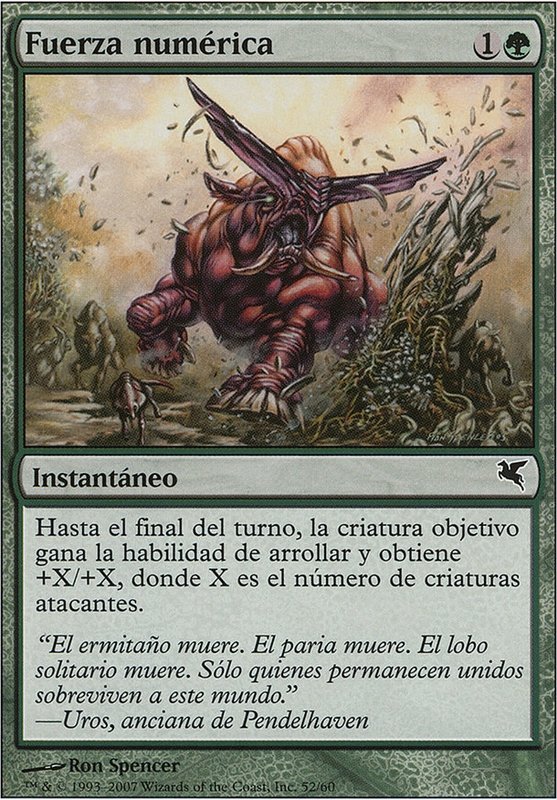 Fuerza numérica
1
Instantáneo
Hasta el final del turno, la criatura objetivo
gana la habilidad de arrollar y obtiene
+X/+X, donde X es el número de criaturas
atacantes.
“El ermitaño muere. El paria muere. El lobo
solitario muere. Sólo quienes permanecen unidos
sobreviven a este mundo.”
—Uros, anciana de Pendelhaven
Ron Spencer
™ & © 1993–2007 Wizards of the Coast, Inc. 52/60